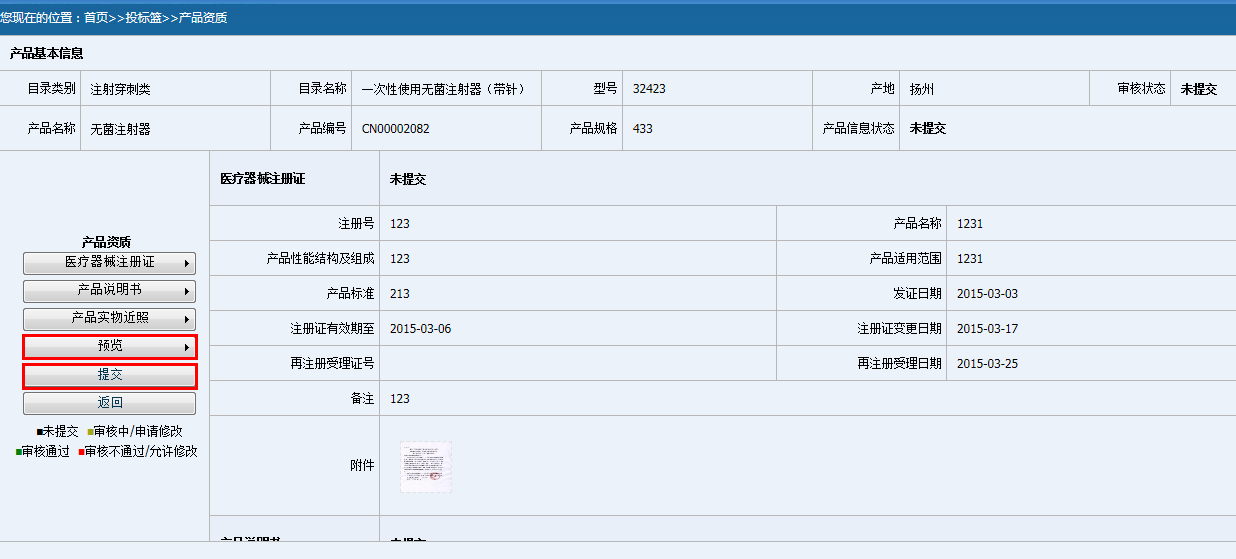 您现在的位置：首页>>投标篮>>产品资质
产品基本信息
目录类别 注射穿刺类 目录名称 一次性使用无菌注射器（带针） 型号 32423 产地 扬州 审核状态 未提交
产品名称 无菌注射器 产品编号 CN00002082 产品规格 433 产品信息状态 未提交
产品资质
医疗器械注册证
产品说明书
产品实物近照
预览
提交
返回
■未提交 ■审核中/申请修改
■审核通过 ■审核不通过/允许修改
医疗器械注册证 未提交
注册号 123 产品名称 1231
产品性能结构及组成 123 产品适用范围 1231
产品标准 213 发证日期 2015-03-03
注册证有效期至 2015-03-06 注册证变更日期 2015-03-17
再注册受理证号 再注册受理日期 2015-03-25
备注 123
附件
产品说明书 未提交